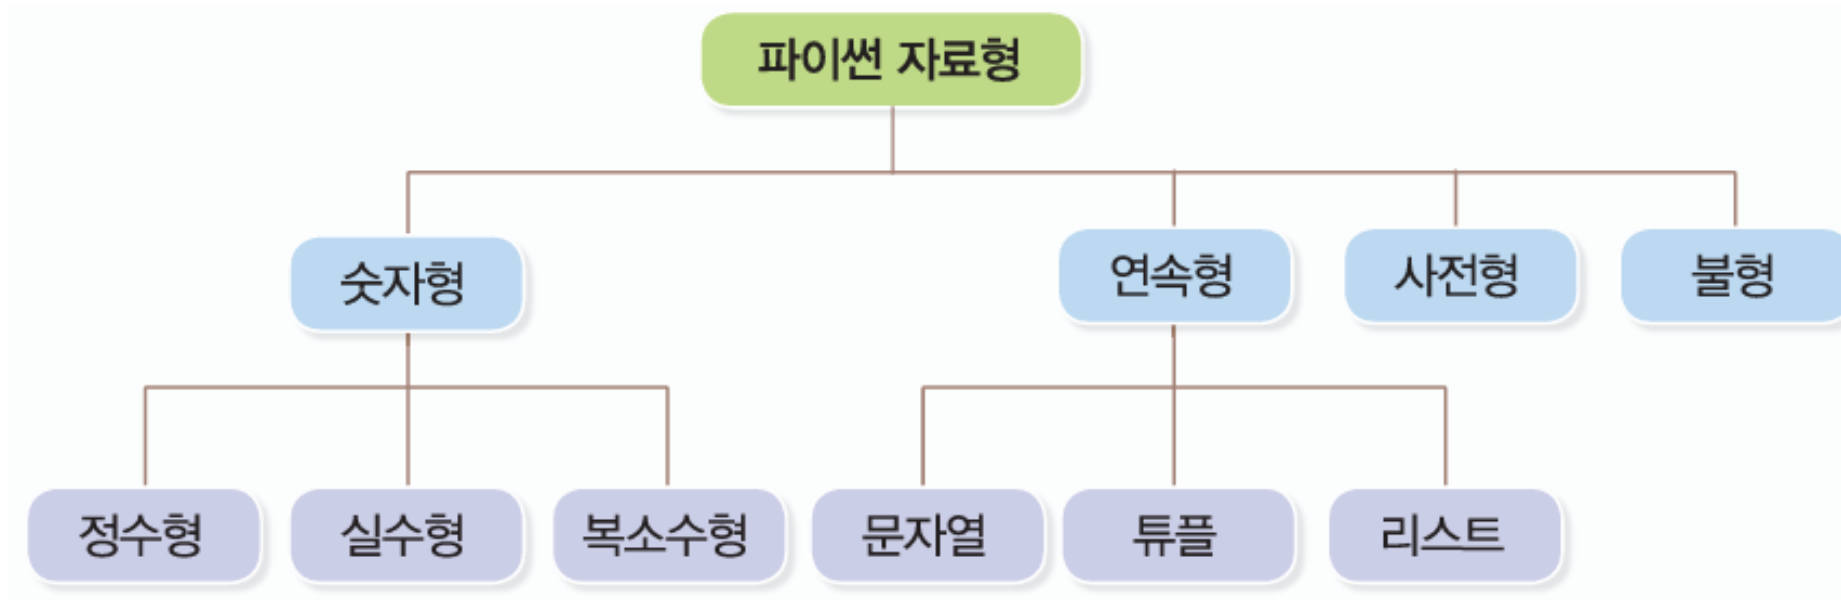 파이썬 자료형
숫자형
연속형
사전형
불형
정수형
실수형
복소수형
문자열
튜플
리스트